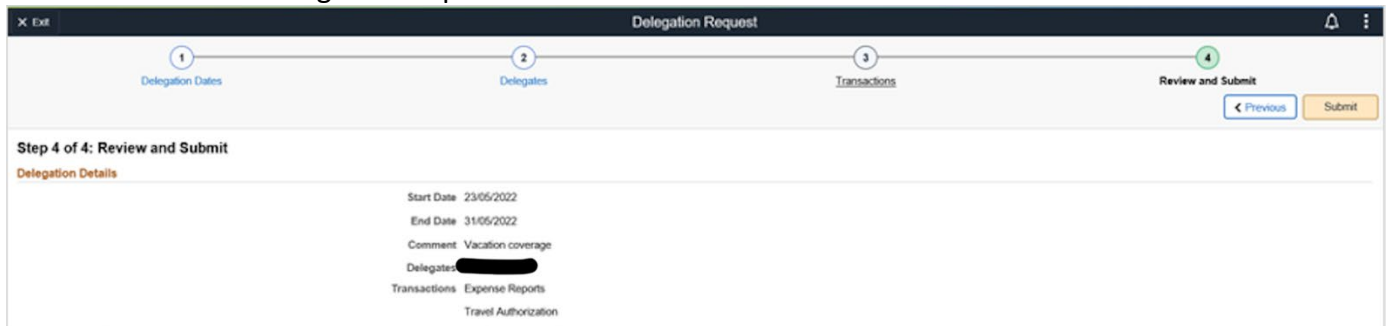 X Exit
Delegation Request
1
2
3
4
Delegation Dates
Delegates
Transactions
Review and Submit
Previous
Submit
Step 4 of 4: Review and Submit
Delegation Details
Start Date 23/05/2022
End Date 31/05/2022
Comment Vacation coverage
Delegates
Transactions Expense Reports
Travel Authorization